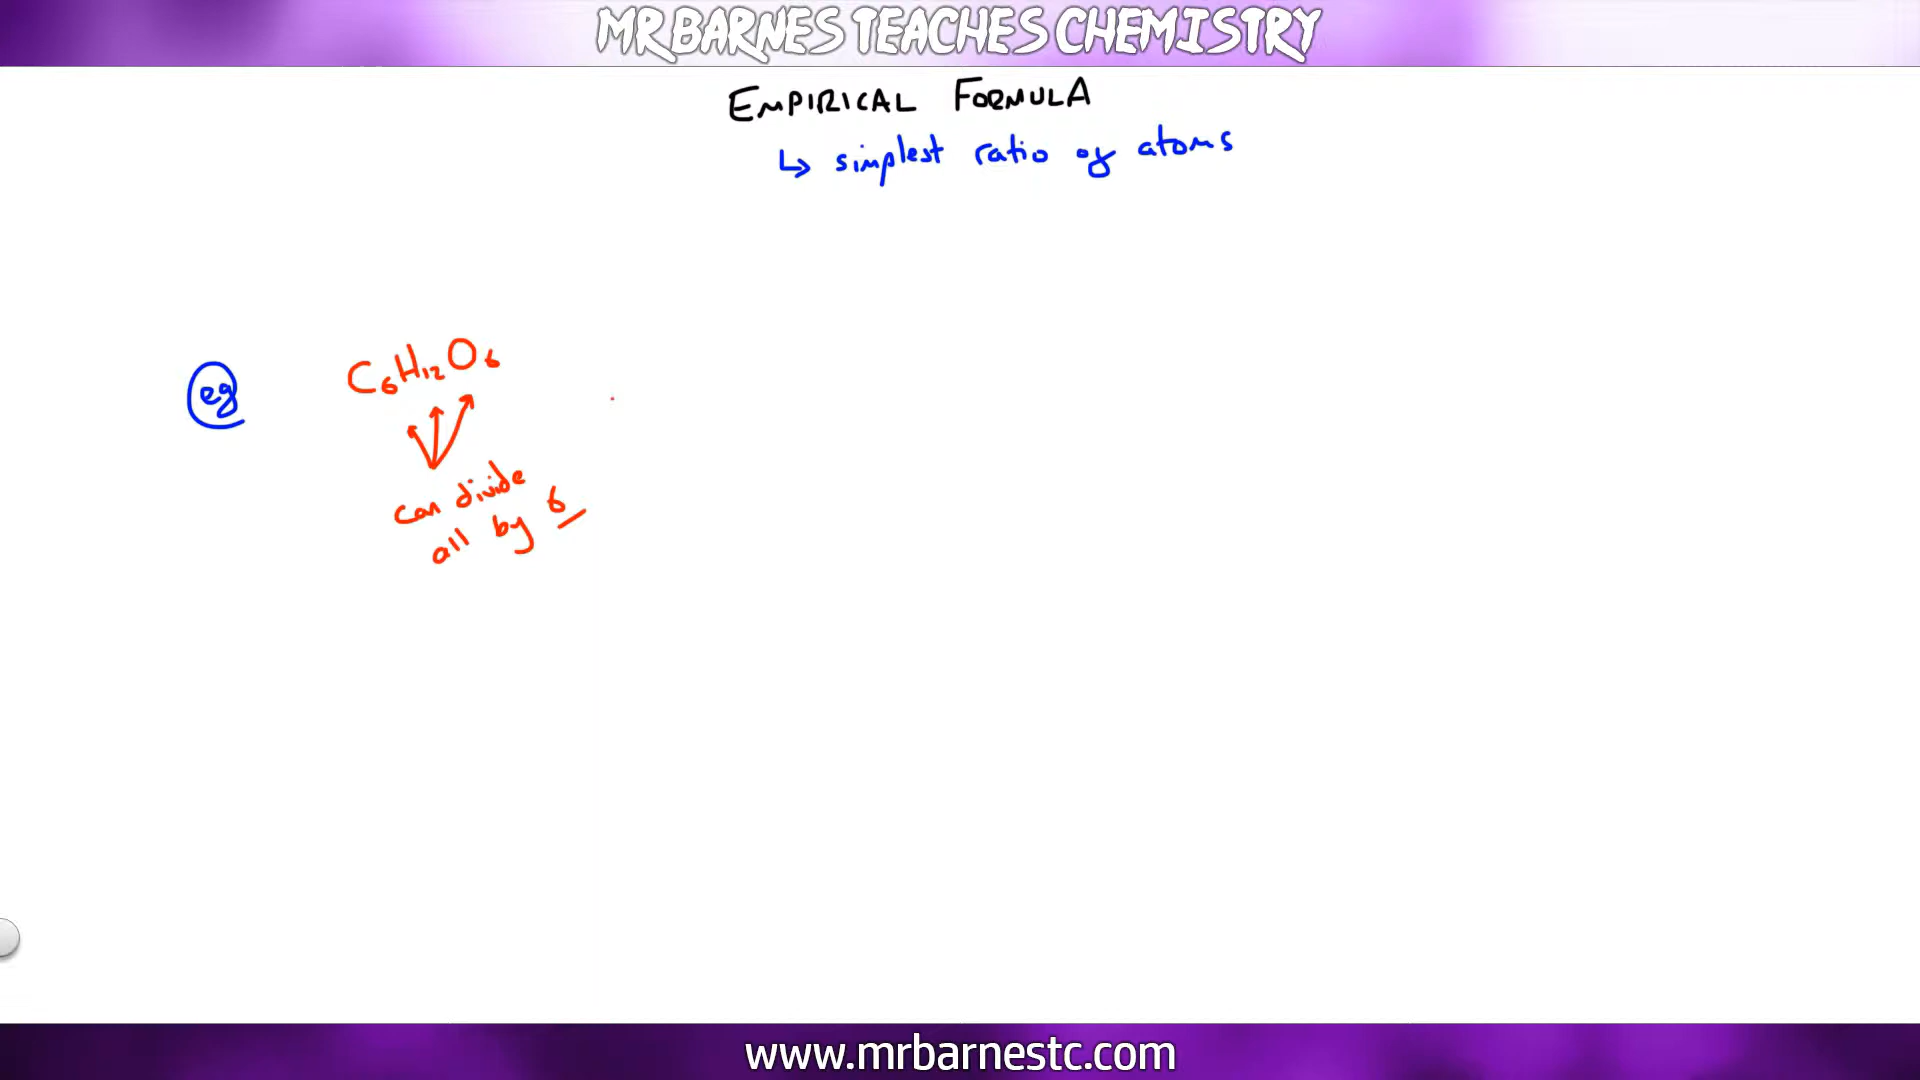 MR BARNES TEACHES CHEMISTRY
EMPIRICAL FORMULA
↳ simplest ratio of atoms
eg
C₆H₁₂O₆
can divide
all by 6
www.mrbarnestc.com